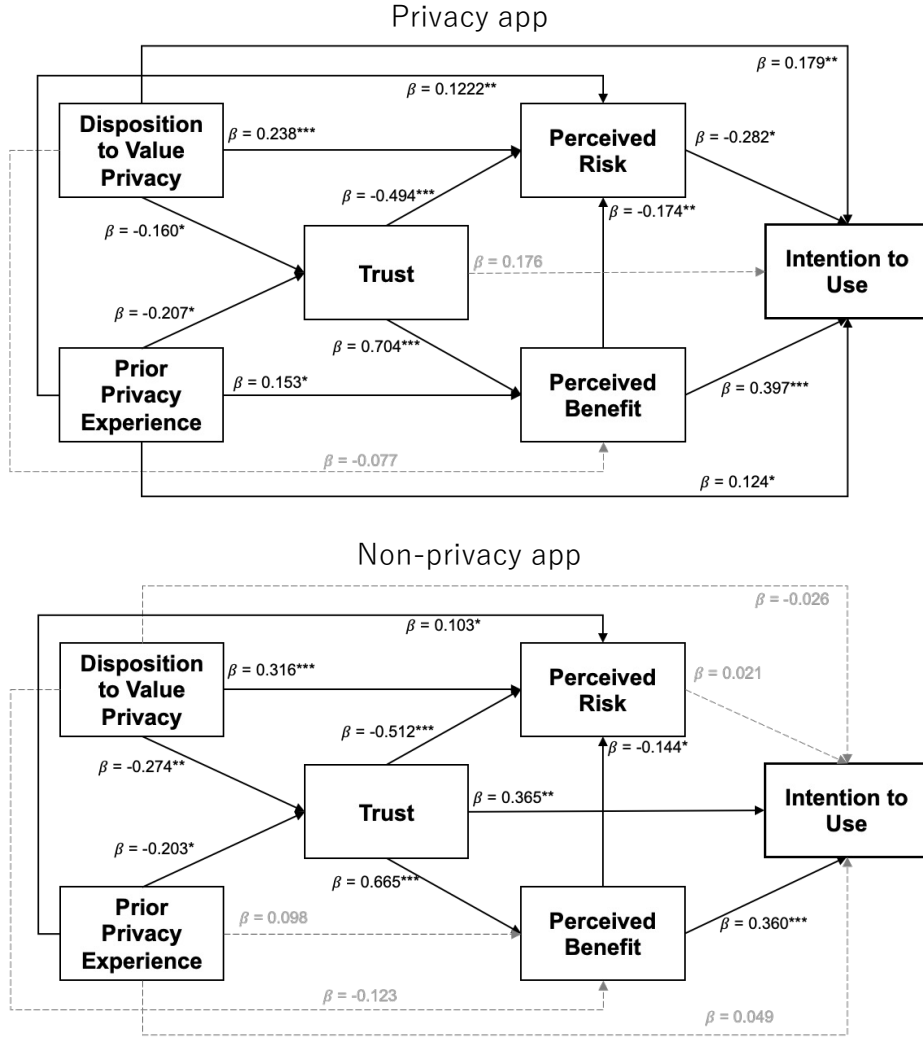 Privacy app
β = 0.179**
β = 0.1222**
Disposition
to Value
Privacy
β = 0.238***
Perceived
Risk
β = -0.282*
β = -0.494***
β = -0.174**
β = -0.160*
Trust
β = 0.176
Intention to
Use
β = -0.207*
β = 0.704***
Prior
Privacy
Experience
β = 0.153*
Perceived
Benefit
β = 0.397***
β = -0.077
β = 0.124*
Non-privacy app
β = -0.026
β = 0.103*
Disposition
to Value
Privacy
β = 0.316***
Perceived
Risk
β = 0.021
β = -0.512***
β = -0.144*
β = -0.274**
Trust
β = 0.365**
Intention to
Use
β = -0.203*
β = 0.665***
Prior
Privacy
Experience
β = 0.098
Perceived
Benefit
β = 0.360***
β = -0.123
β = 0.049